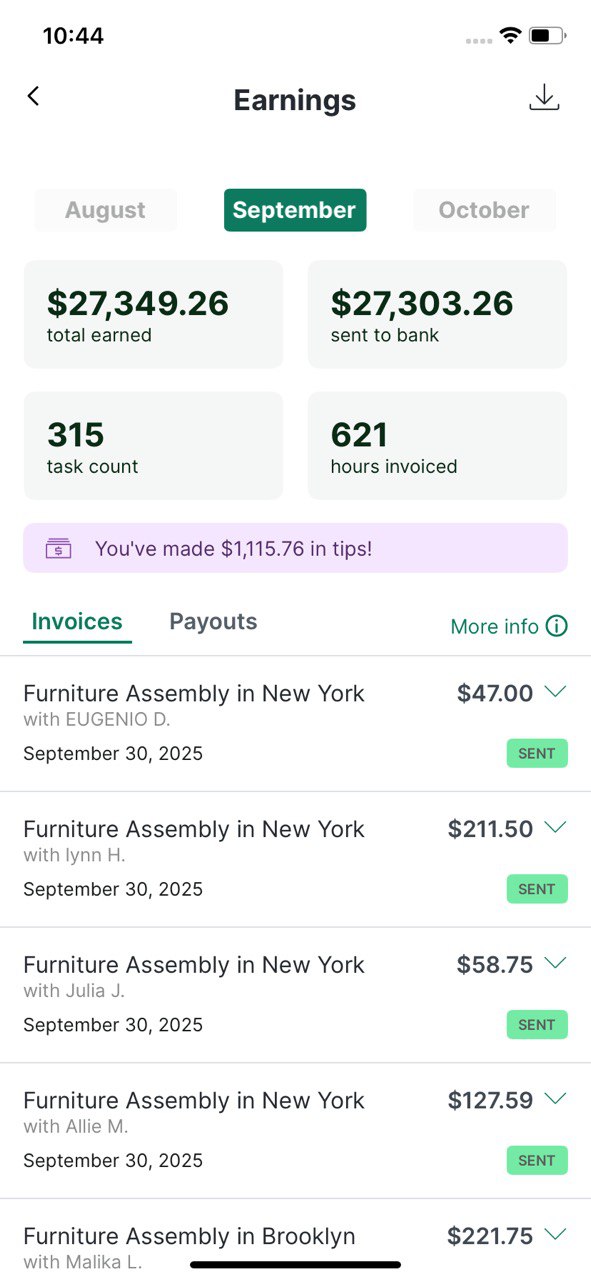 10:44
Earnings
August September October
$27,349.26 $27,303.26
total earned sent to bank
315 621
task count hours invoiced
You've made $1,115.76 in tips!
Invoices Payouts More info
Furniture Assembly in New York $47.00
with EUGENIO D.
September 30, 2025 SENT
Furniture Assembly in New York $211.50
with lynn H.
September 30, 2025 SENT
Furniture Assembly in New York $58.75
with Julia J.
September 30, 2025 SENT
Furniture Assembly in New York $127.59
with Allie M.
September 30, 2025 SENT
Furniture Assembly in Brooklyn $221.75
with Malika L.